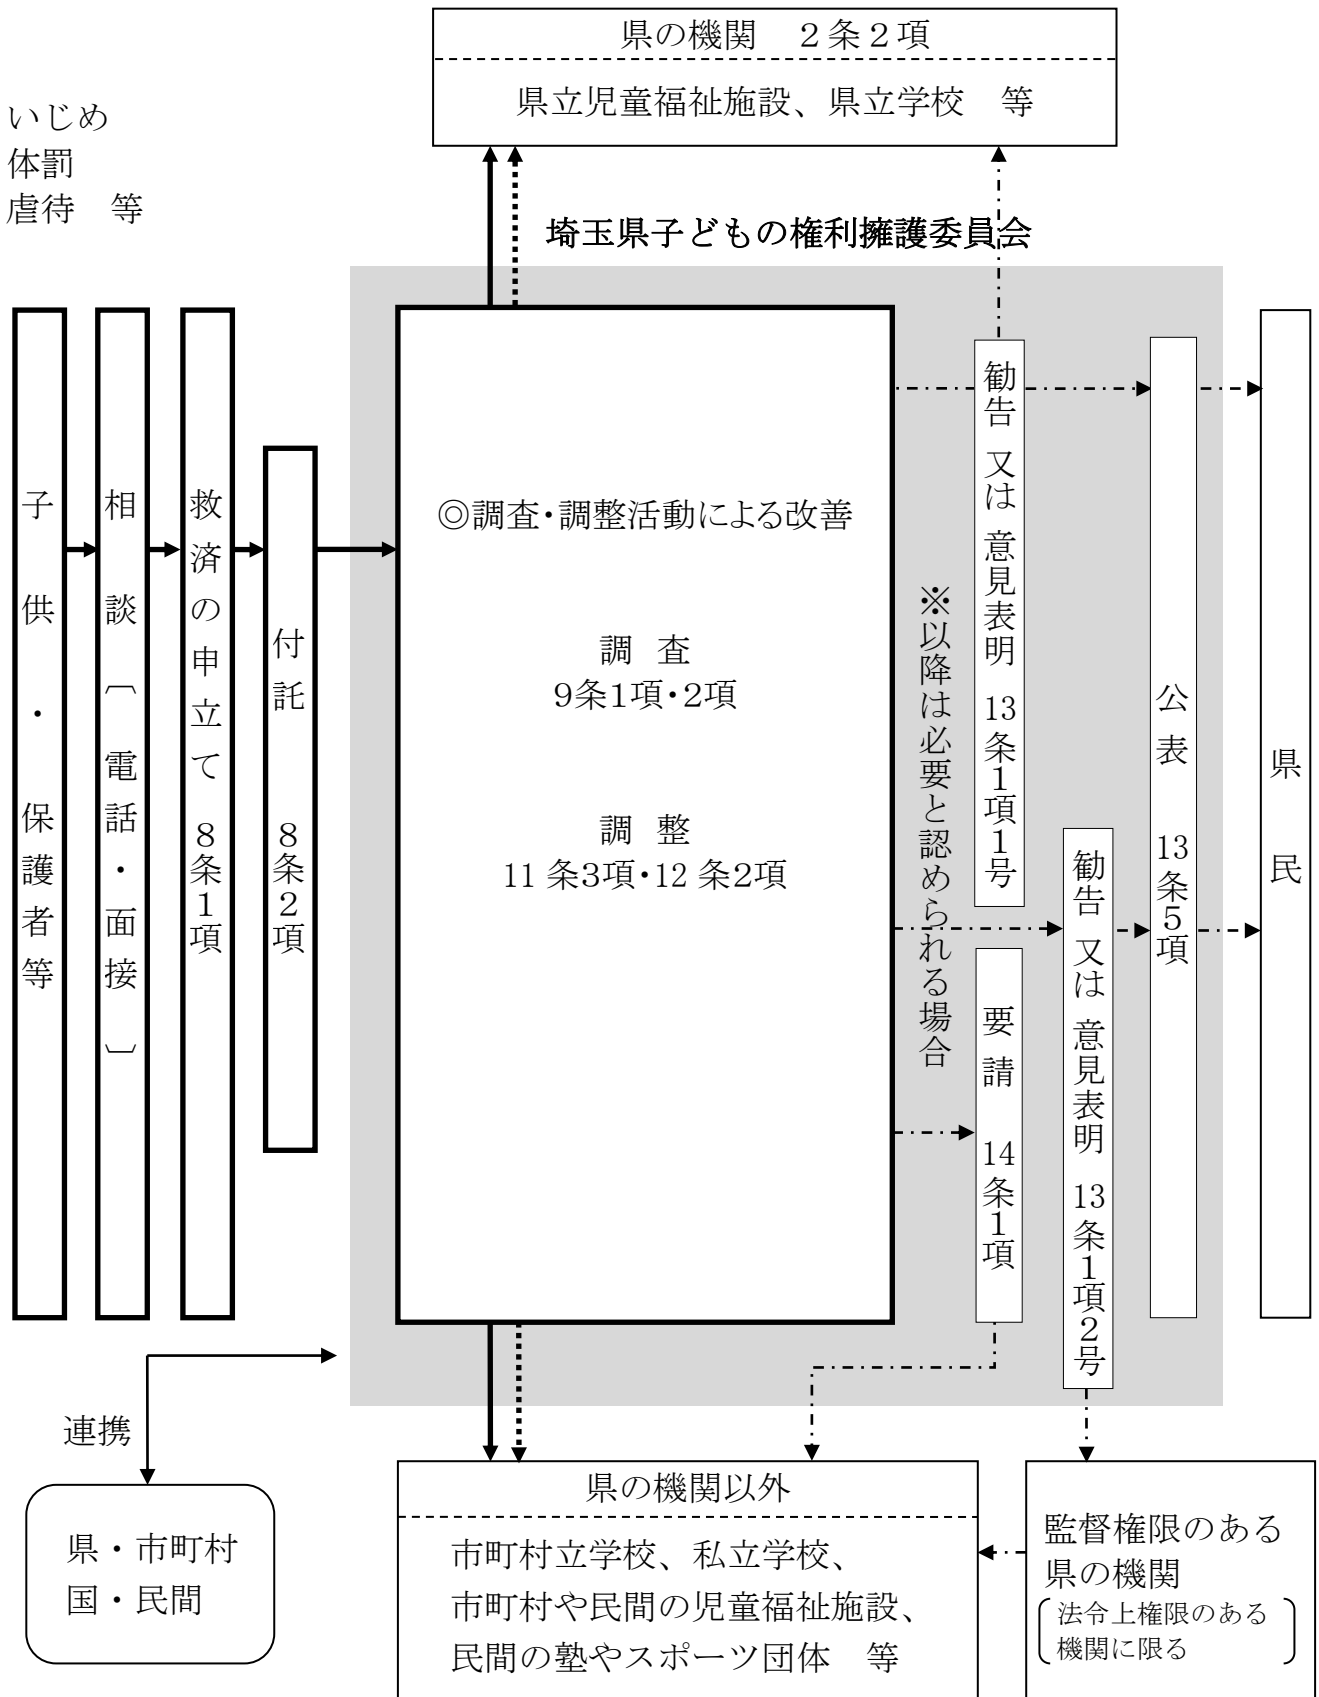 県の機関　２条２項
県立児童福祉施設、県立学校　等
いじめ
体罰
虐待　等
埼玉県子どもの権利擁護委員会
子供・保護者等
相談〔電話・面接〕
救済の申立て　８条１項
付託　８条２項
◎調査・調整活動による改善
調　査
９条１項・２項
調　整
11 条３項・12 条２項
※以降は必要と認められる場合
勧告 又は 意見表明 13条１項１号
要請　14条１項
勧告 又は 意見表明 13条１項２号
公表　13条５項
県民
連携
県・市町村
国・民間
県の機関以外
市町村立学校、私立学校、
市町村や民間の児童福祉施設、
民間の塾やスポーツ団体　等
監督権限のある
県の機関
法令上権限のある
機関に限る